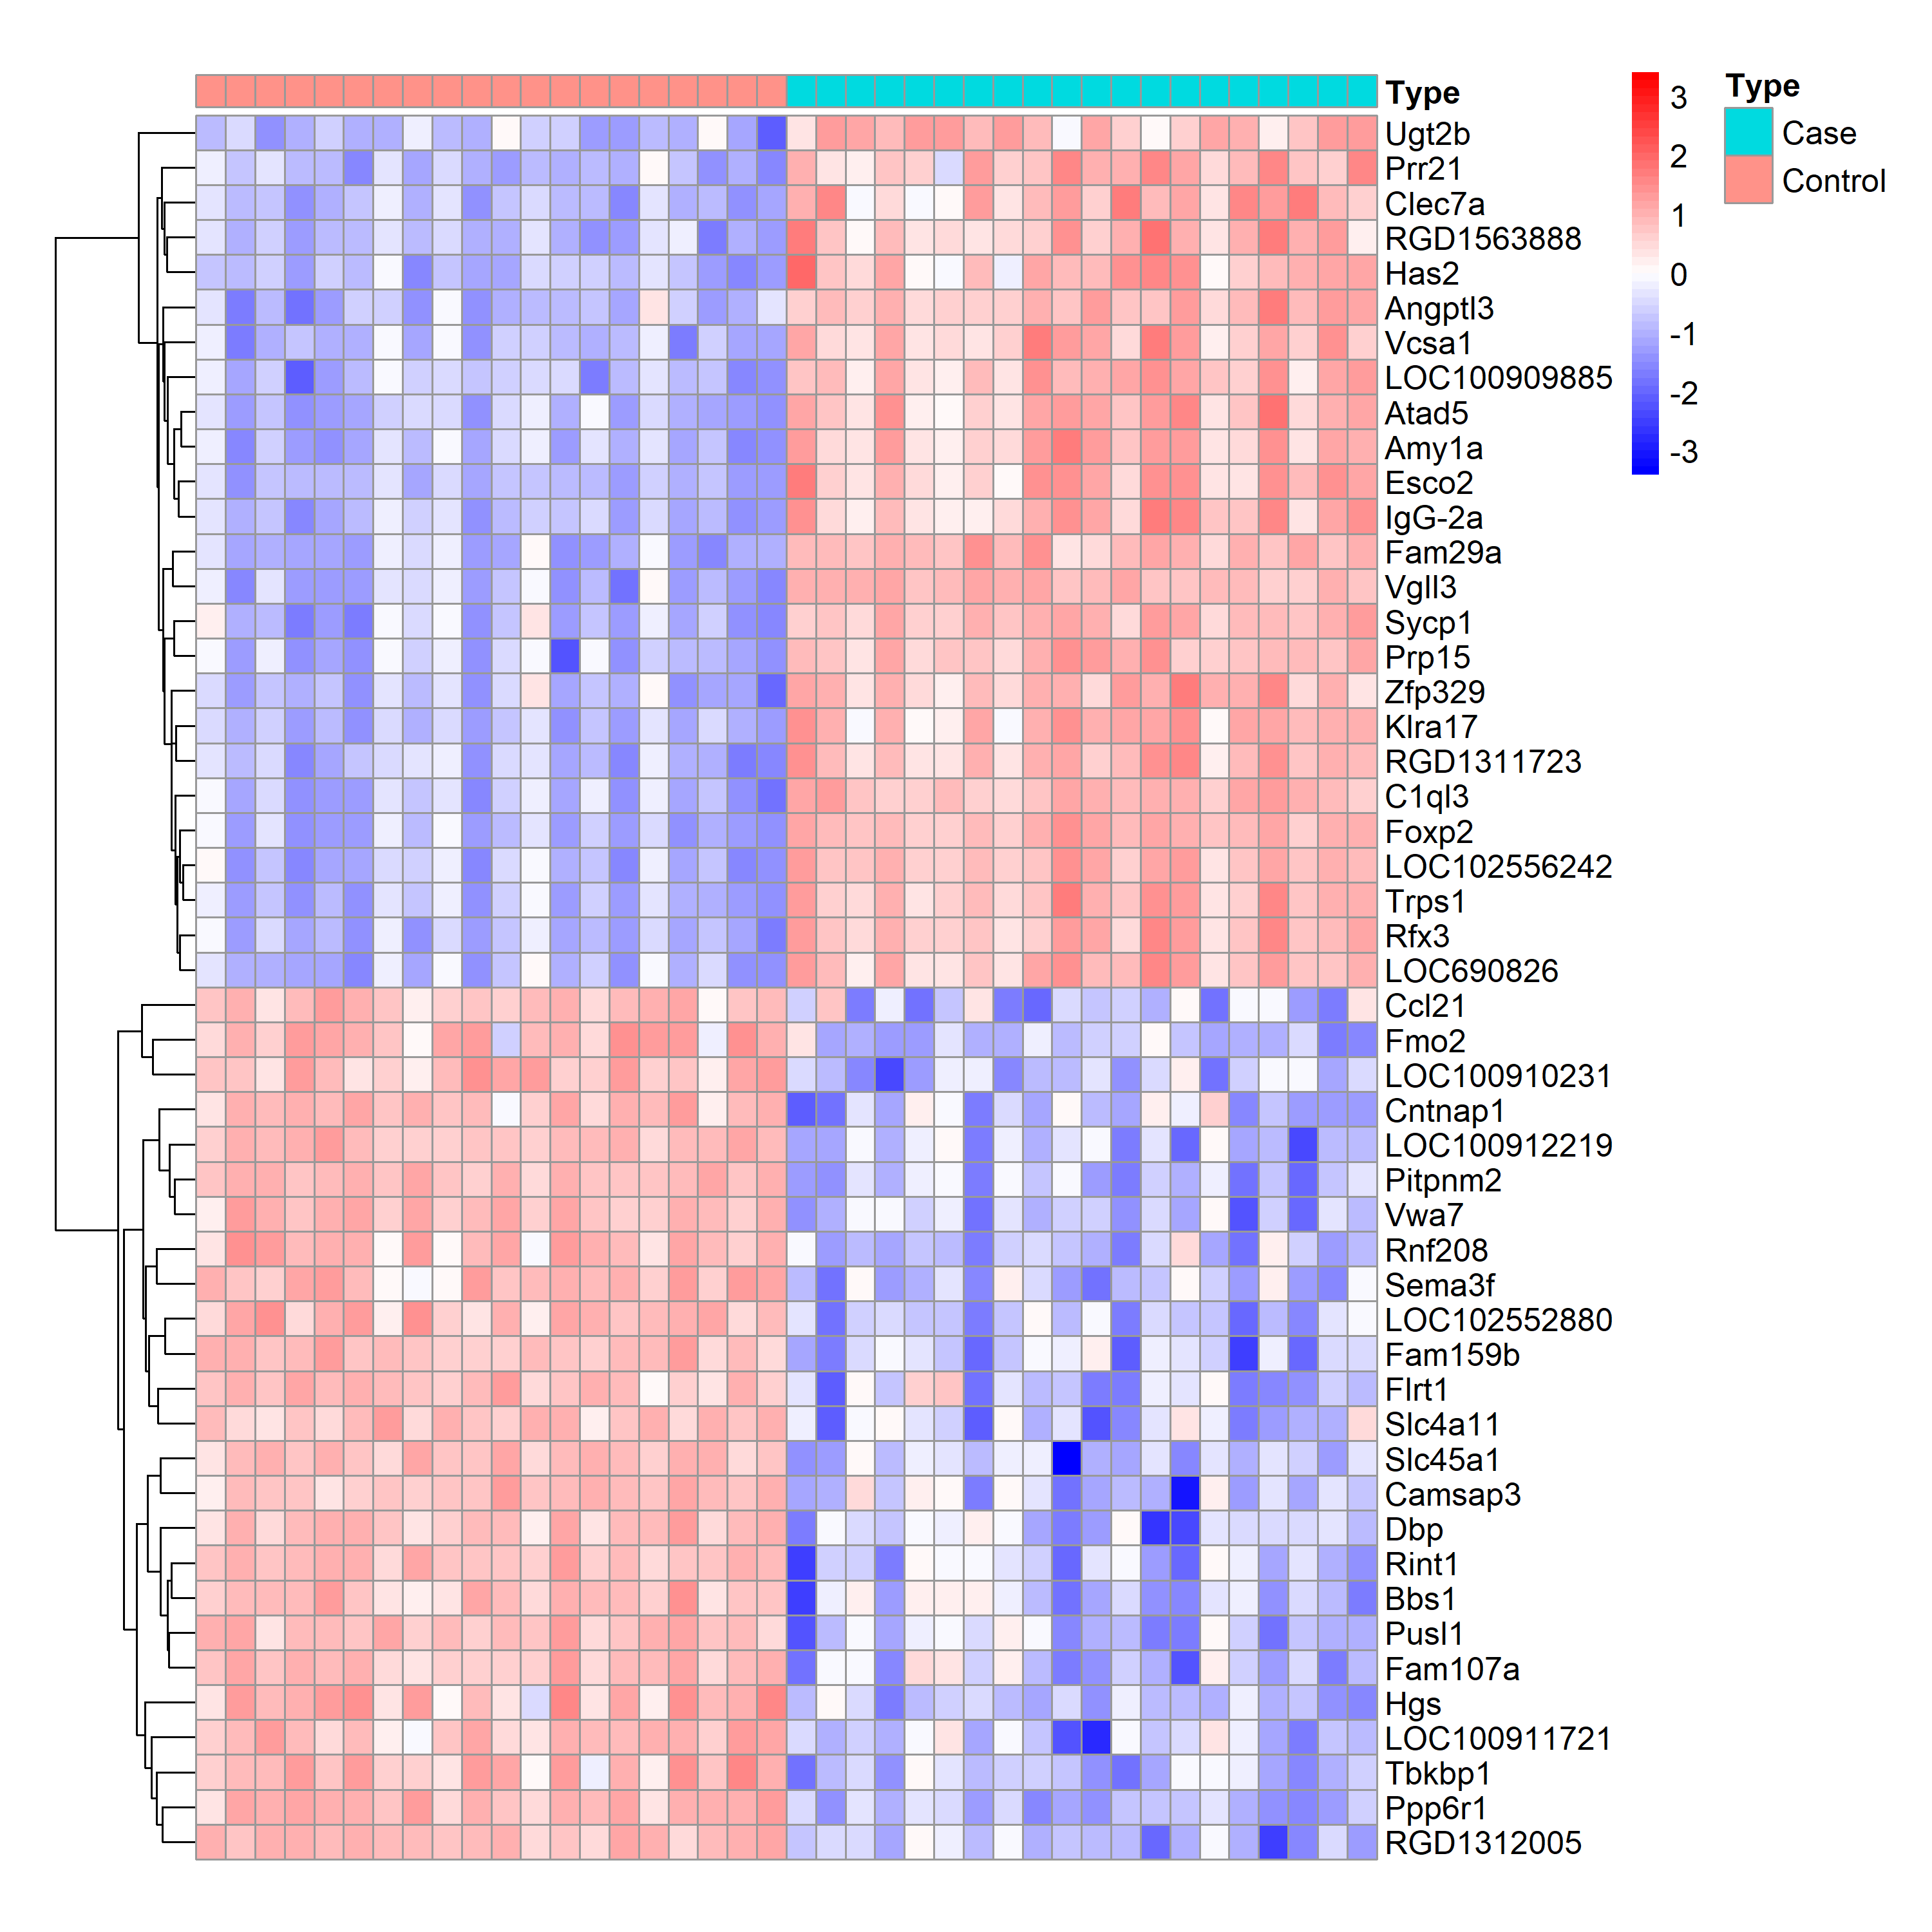 Type
Ugt2b
Prr21
Clec7a
RGD1563888
Has2
Angptl3
Vcsa1
LOC100909885
Atad5
Amy1a
Esco2
IgG-2a
Fam29a
Vgll3
Sycp1
Prp15
Zfp329
Klra17
RGD1311723
C1ql3
Foxp2
LOC102556242
Trps1
Rfx3
LOC690826
Ccl21
Fmo2
LOC100910231
Cntnap1
LOC100912219
Pitpnm2
Vwa7
Rnf208
Sema3f
LOC102552880
Fam159b
Flrt1
Slc4a11
Slc45a1
Camsap3
Dbp
Rint1
Bbs1
Pusl1
Fam107a
Hgs
LOC100911721
Tbkbp1
Ppp6r1
RGD1312005
3
2
1
0
-1
-2
-3
Type
Case
Control